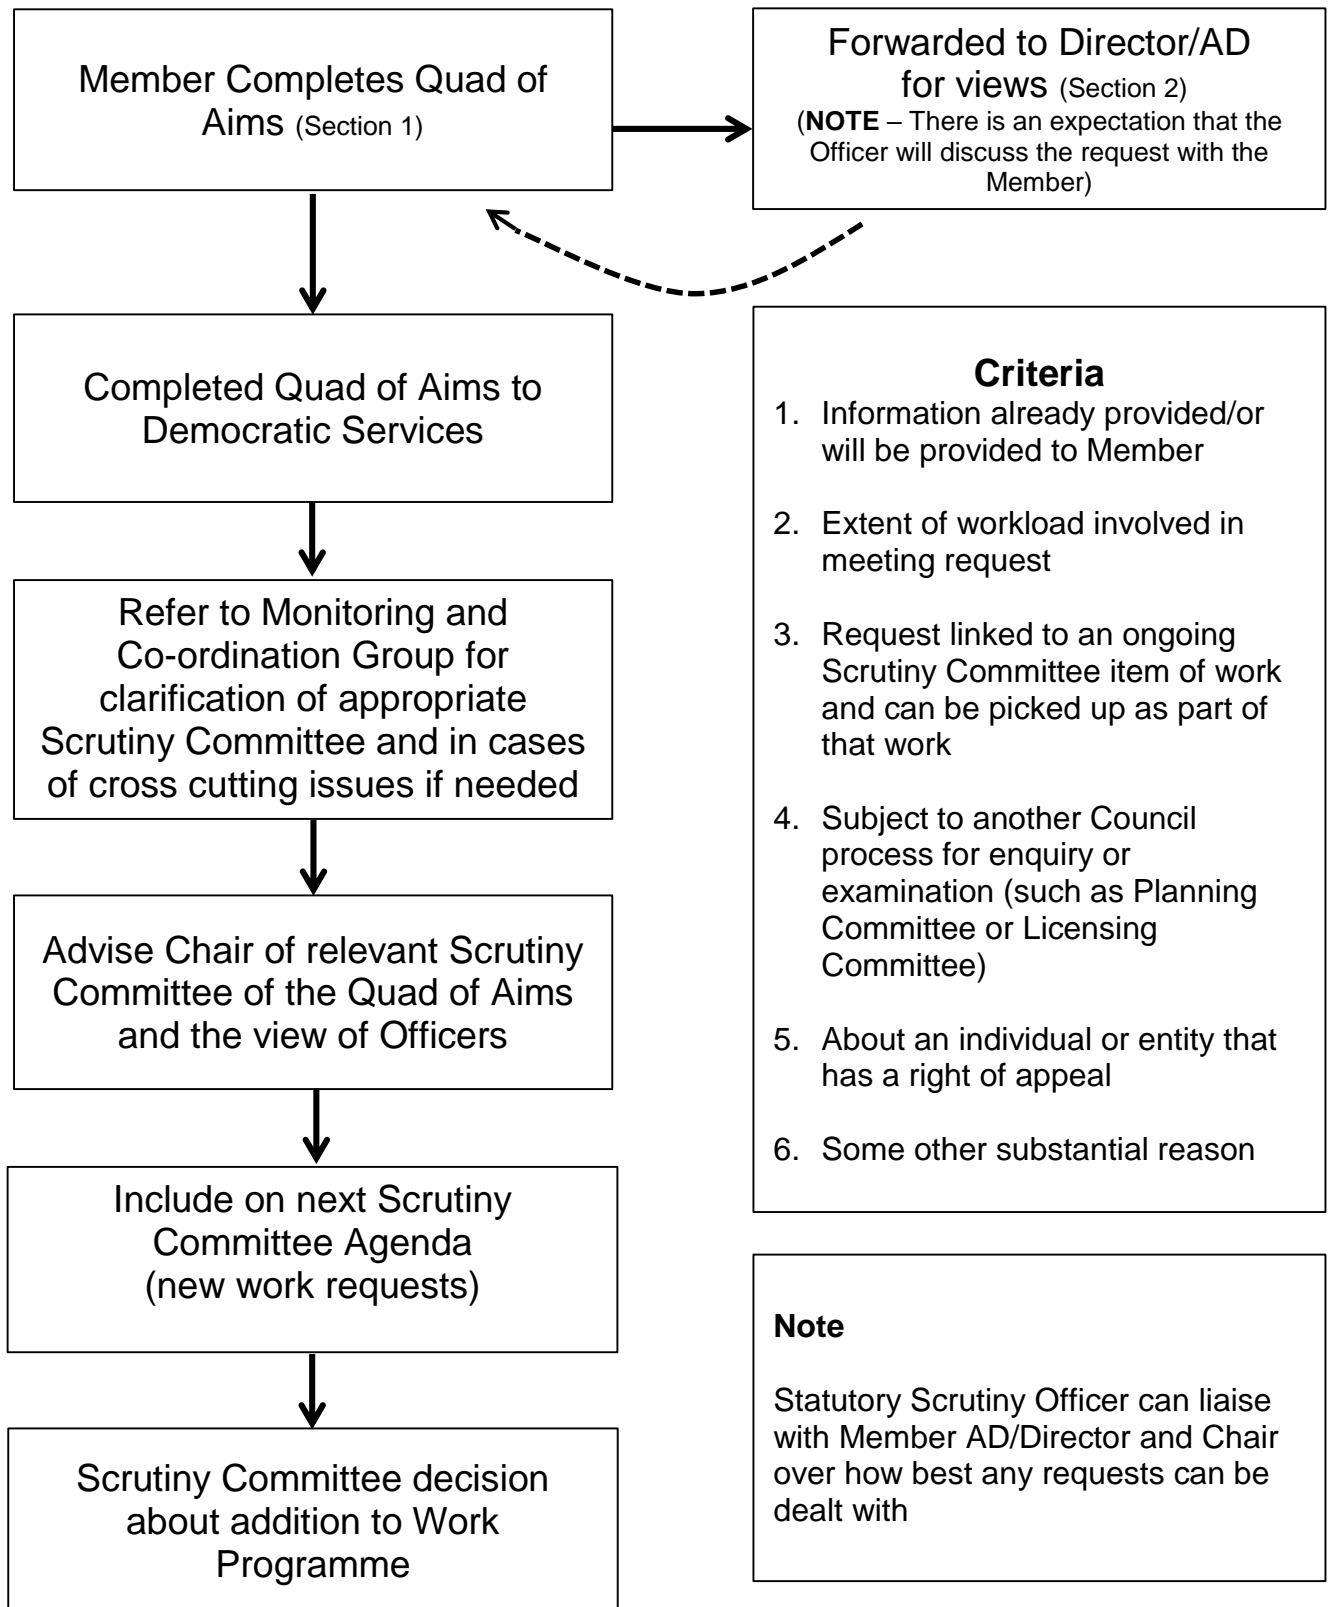 Member Completes Quad of
Aims (Section 1)
Forwarded to Director/AD
for views (Section 2)
(NOTE – There is an expectation that the
Officer will discuss the request with the
Member)
Completed Quad of Aims to
Democratic Services
Refer to Monitoring and
Co-ordination Group for
clarification of appropriate
Scrutiny Committee and in cases
of cross cutting issues if needed
Advise Chair of relevant Scrutiny
Committee of the Quad of Aims
and the view of Officers
Include on next Scrutiny
Committee Agenda
(new work requests)
Scrutiny Committee decision
about addition to Work
Programme
Criteria
1. Information already provided/or
will be provided to Member
2. Extent of workload involved in
meeting request
3. Request linked to an ongoing
Scrutiny Committee item of work
and can be picked up as part of
that work
4. Subject to another Council
process for enquiry or
examination (such as Planning
Committee or Licensing
Committee)
5. About an individual or entity that
has a right of appeal
6. Some other substantial reason
Note
Statutory Scrutiny Officer can liaise
with Member AD/Director and Chair
over how best any requests can be
dealt with